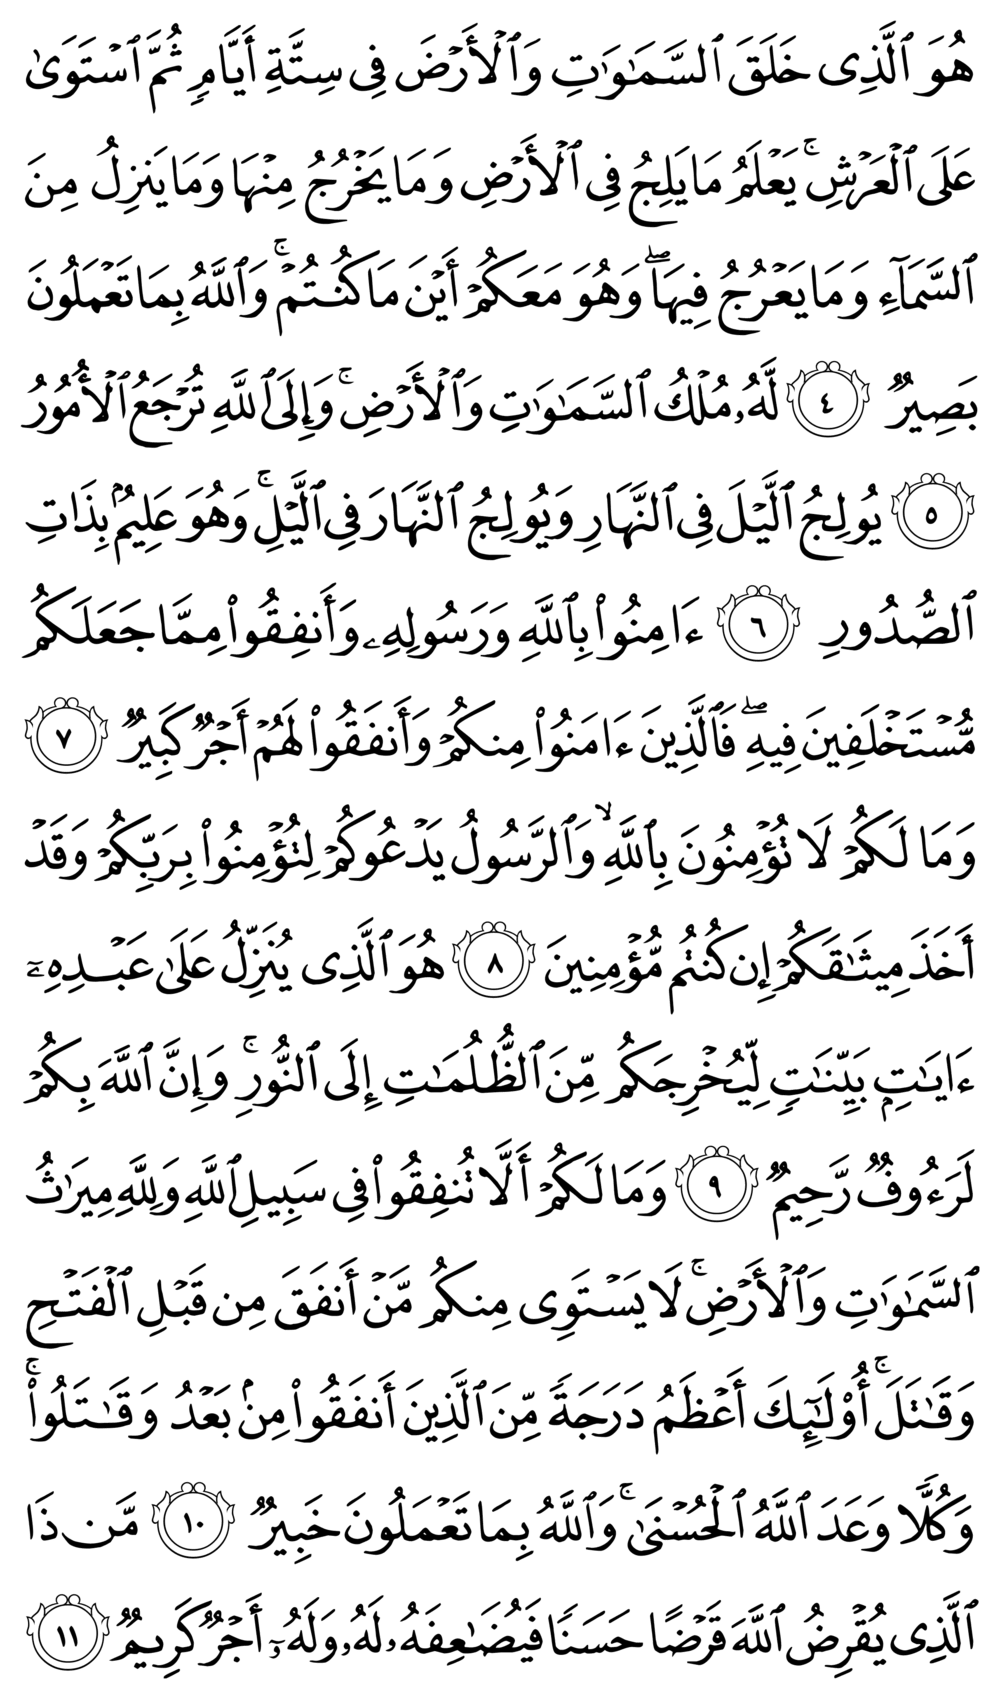 هُوَ ٱلَّذِى خَلَقَ ٱلسَّمَـٰوَٰتِ وَٱلْأَرْضَ فِى سِتَّةِ أَيَّامٍ ثُمَّ ٱسْتَوَىٰ
عَلَى ٱلْعَرْشِ ۚ يَعْلَمُ مَا يَلِجُ فِى ٱلْأَرْضِ وَمَا يَخْرُجُ مِنْهَا وَمَا يَنزِلُ مِنَ
ٱلسَّمَآءِ وَمَا يَعْرُجُ فِيهَا ۖ وَهُوَ مَعَكُمْ أَيْنَ مَا كُنتُمْ ۚ وَٱللَّهُ بِمَا تَعْمَلُونَ
بَصِيرٌ ٤ لَّهُۥ مُلْكُ ٱلسَّمَـٰوَٰتِ وَٱلْأَرْضِ ۚ وَإِلَى ٱللَّهِ تُرْجَعُ ٱلْأُمُورُ
٥ يُولِجُ ٱلَّيْلَ فِى ٱلنَّهَارِ وَيُولِجُ ٱلنَّهَارَ فِى ٱلَّيْلِ ۚ وَهُوَ عَلِيمٌۢ بِذَاتِ
ٱلصُّدُورِ ٦ ءَامِنُوا۟ بِٱللَّهِ وَرَسُولِهِۦ وَأَنفِقُوا۟ مِمَّا جَعَلَكُم
مُّسْتَخْلَفِينَ فِيهِ ۖ فَٱلَّذِينَ ءَامَنُوا۟ مِنكُمْ وَأَنفَقُوا۟ لَهُمْ أَجْرٌ كَبِيرٌ ٧
وَمَا لَكُمْ لَا تُؤْمِنُونَ بِٱللَّهِ ۙ وَٱلرَّسُولُ يَدْعُوكُمْ لِتُؤْمِنُوا۟ بِرَبِّكُمْ وَقَدْ
أَخَذَ مِيثَـٰقَكُمْ إِن كُنتُم مُّؤْمِنِينَ ٨ هُوَ ٱلَّذِى يُنَزِّلُ عَلَىٰ عَبْدِهِۦٓ
ءَايَـٰتٍۭ بَيِّنَـٰتٍ لِّيُخْرِجَكُم مِّنَ ٱلظُّلُمَـٰتِ إِلَى ٱلنُّورِ ۚ وَإِنَّ ٱللَّهَ بِكُمْ
لَرَءُوفٌ رَّحِيمٌ ٩ وَمَا لَكُمْ أَلَّا تُنفِقُوا۟ فِى سَبِيلِ ٱللَّهِ وَلِلَّهِ مِيرَٰثُ
ٱلسَّمَـٰوَٰتِ وَٱلْأَرْضِ ۚ لَا يَسْتَوِى مِنكُم مَّنْ أَنفَقَ مِن قَبْلِ ٱلْفَتْحِ
وَقَـٰتَلَ ۚ أُو۟لَـٰٓئِكَ أَعْظَمُ دَرَجَةً مِّنَ ٱلَّذِينَ أَنفَقُوا۟ مِنۢ بَعْدُ وَقَـٰتَلُوا۟ ۚ
وَكُلًّا وَعَدَ ٱللَّهُ ٱلْحُسْنَىٰ ۚ وَٱللَّهُ بِمَا تَعْمَلُونَ خَبِيرٌ ١٠ مَّن ذَا
ٱلَّذِى يُقْرِضُ ٱللَّهَ قَرْضًا حَسَنًا فَيُضَـٰعِفَهُۥ لَهُۥ وَلَهُۥٓ أَجْرٌ كَرِيمٌ ١١